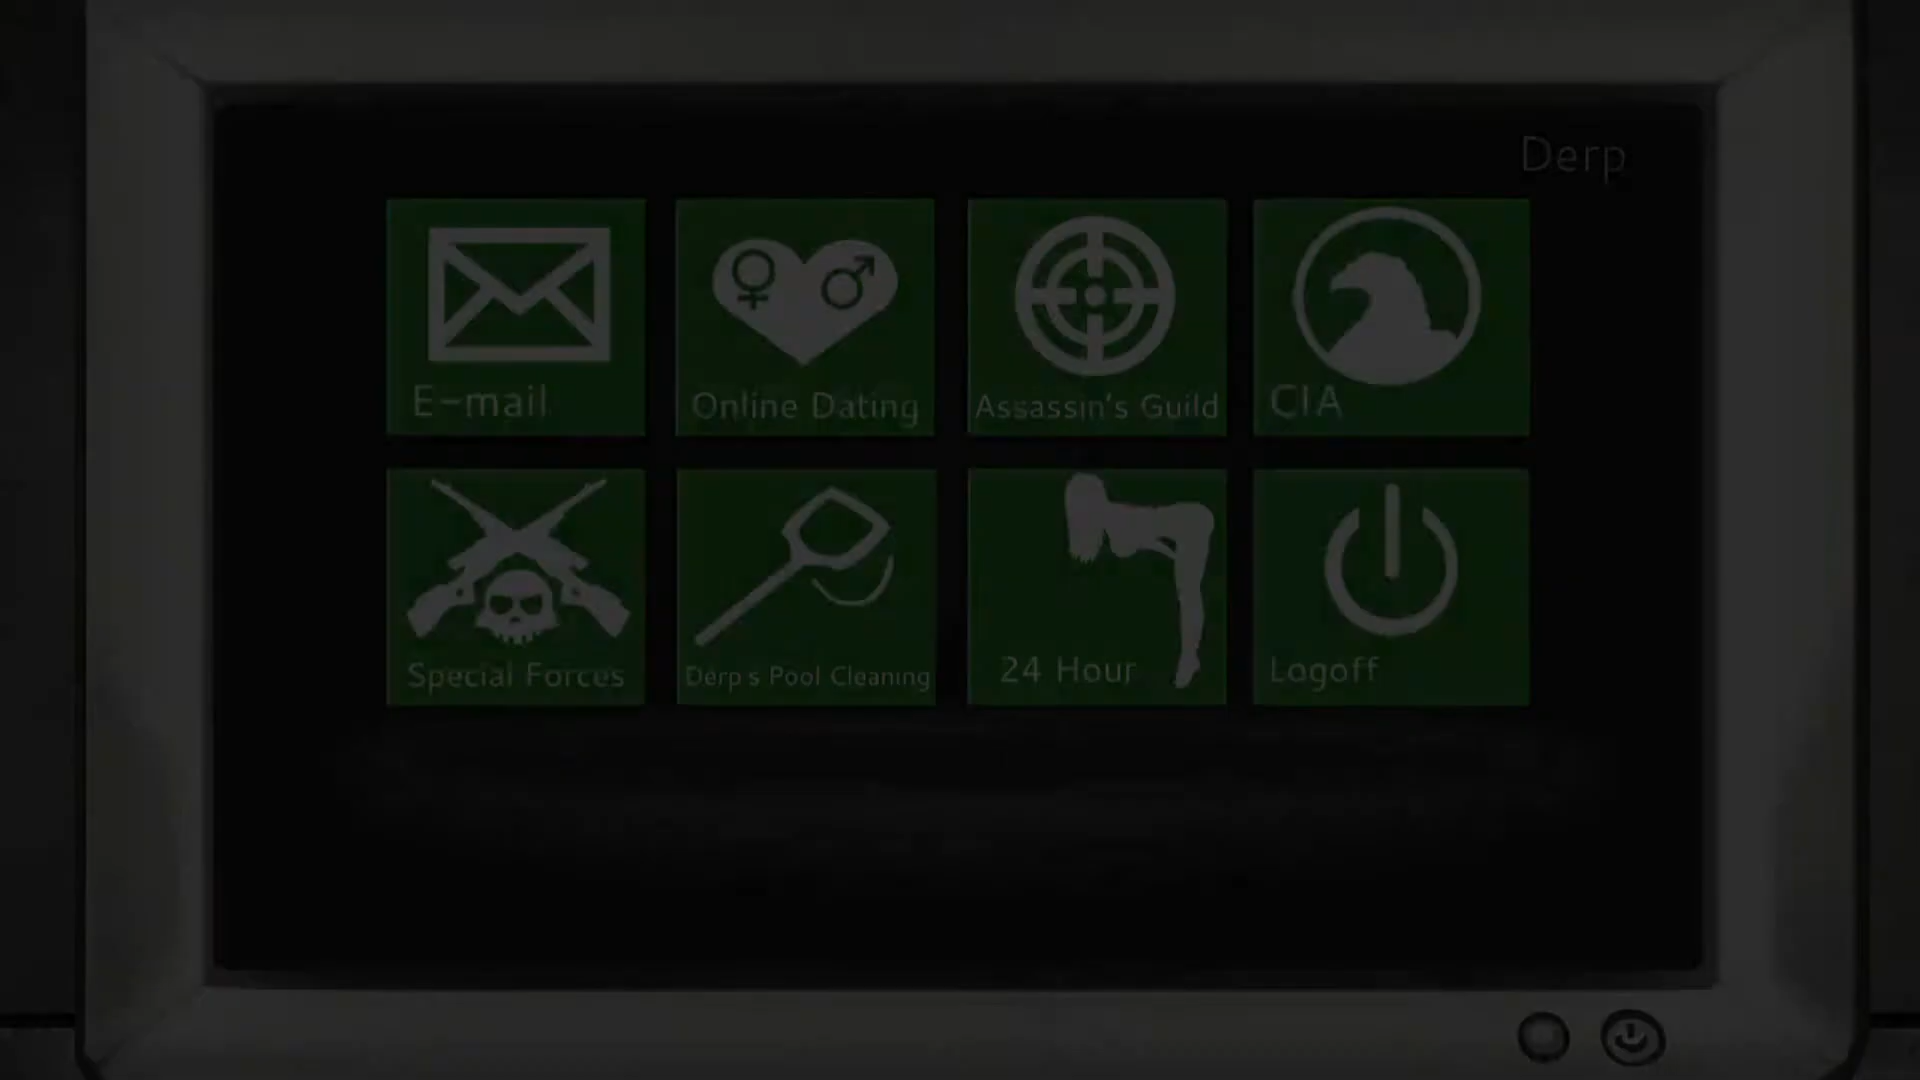 Derp
E-mail
Online Dating
Assassin's Guild
CIA
Special Forces
Derp's Pool Cleaning
24 Hour
Logoff